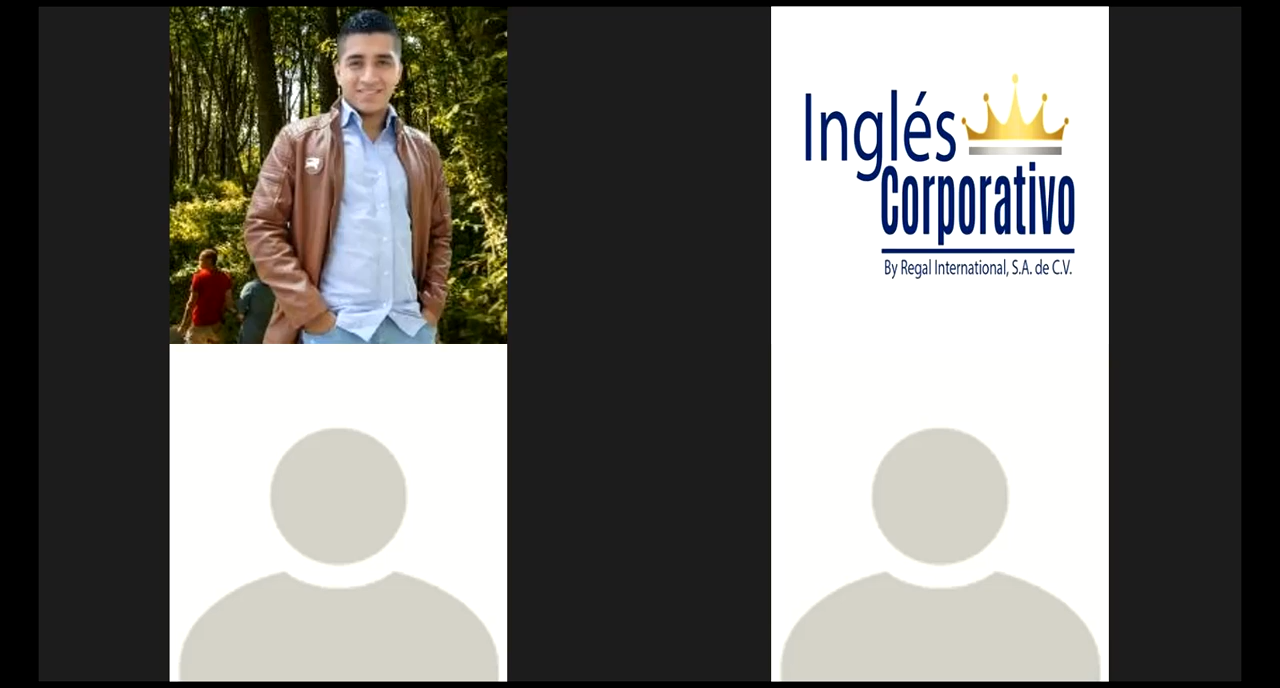 Inglés
Corporativo
By Regal International, S.A. de C.V.